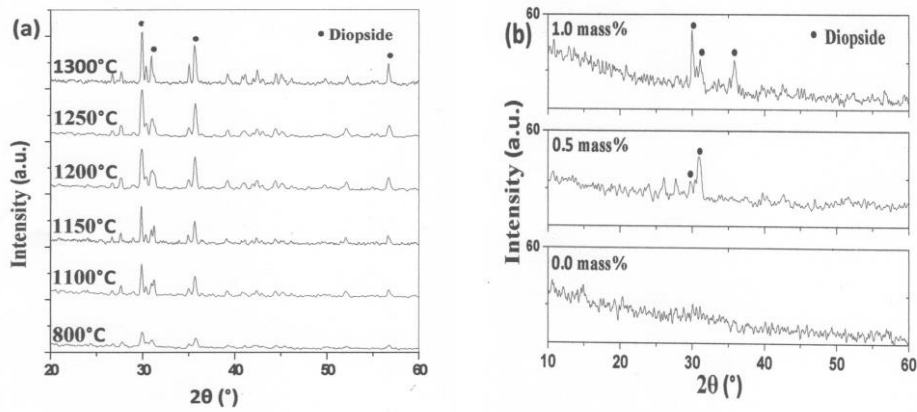 (a)
• Diopside
1300°C
1250°C
1200°C
1150°C
1100°C
800°C
Intensity (a.u.)
20 30 40 50 60
2θ (°)
(b)
60
1.0 mass%
• Diopside
60
0.5 mass%
60
0.0 mass%
Intensity (a.u.)
10 20 30 40 50 60
2θ (°)